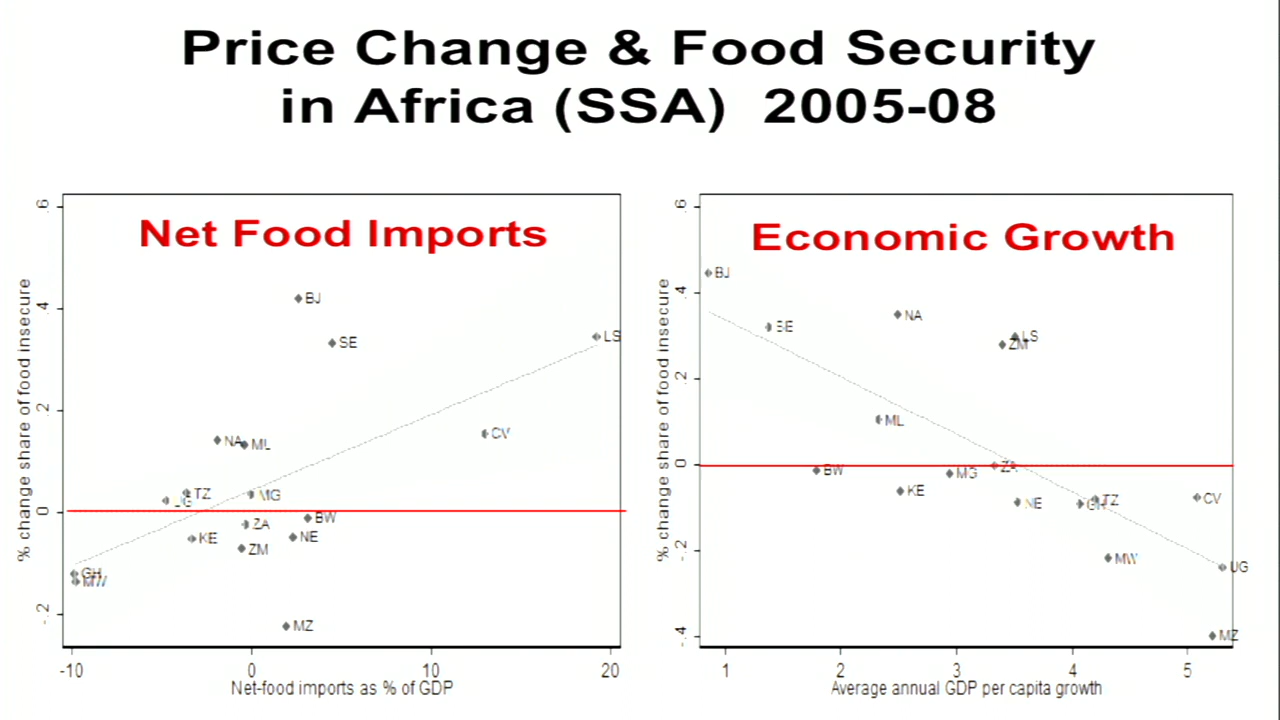 Price Change & Food Security
in Africa (SSA) 2005-08
Net Food Imports
% change share of food insecure
.6
.4
.2
0
-.2
BJ
SE
LS
CV
NA
ML
TZ
UG
MG
BW
ZA
KE
NE
ZM
GH
MW
MZ
-10
0
10
20
Net-food imports as % of GDP
Economic Growth
% change share of food insecure
.6
.4
.2
0
-.2
-.4
BJ
SE
NA
LS
ZM
ML
BW
MG
ZA
KE
NE
GH
TZ
CV
MW
UG
MZ
1
2
3
4
5
Average annual GDP per capita growth